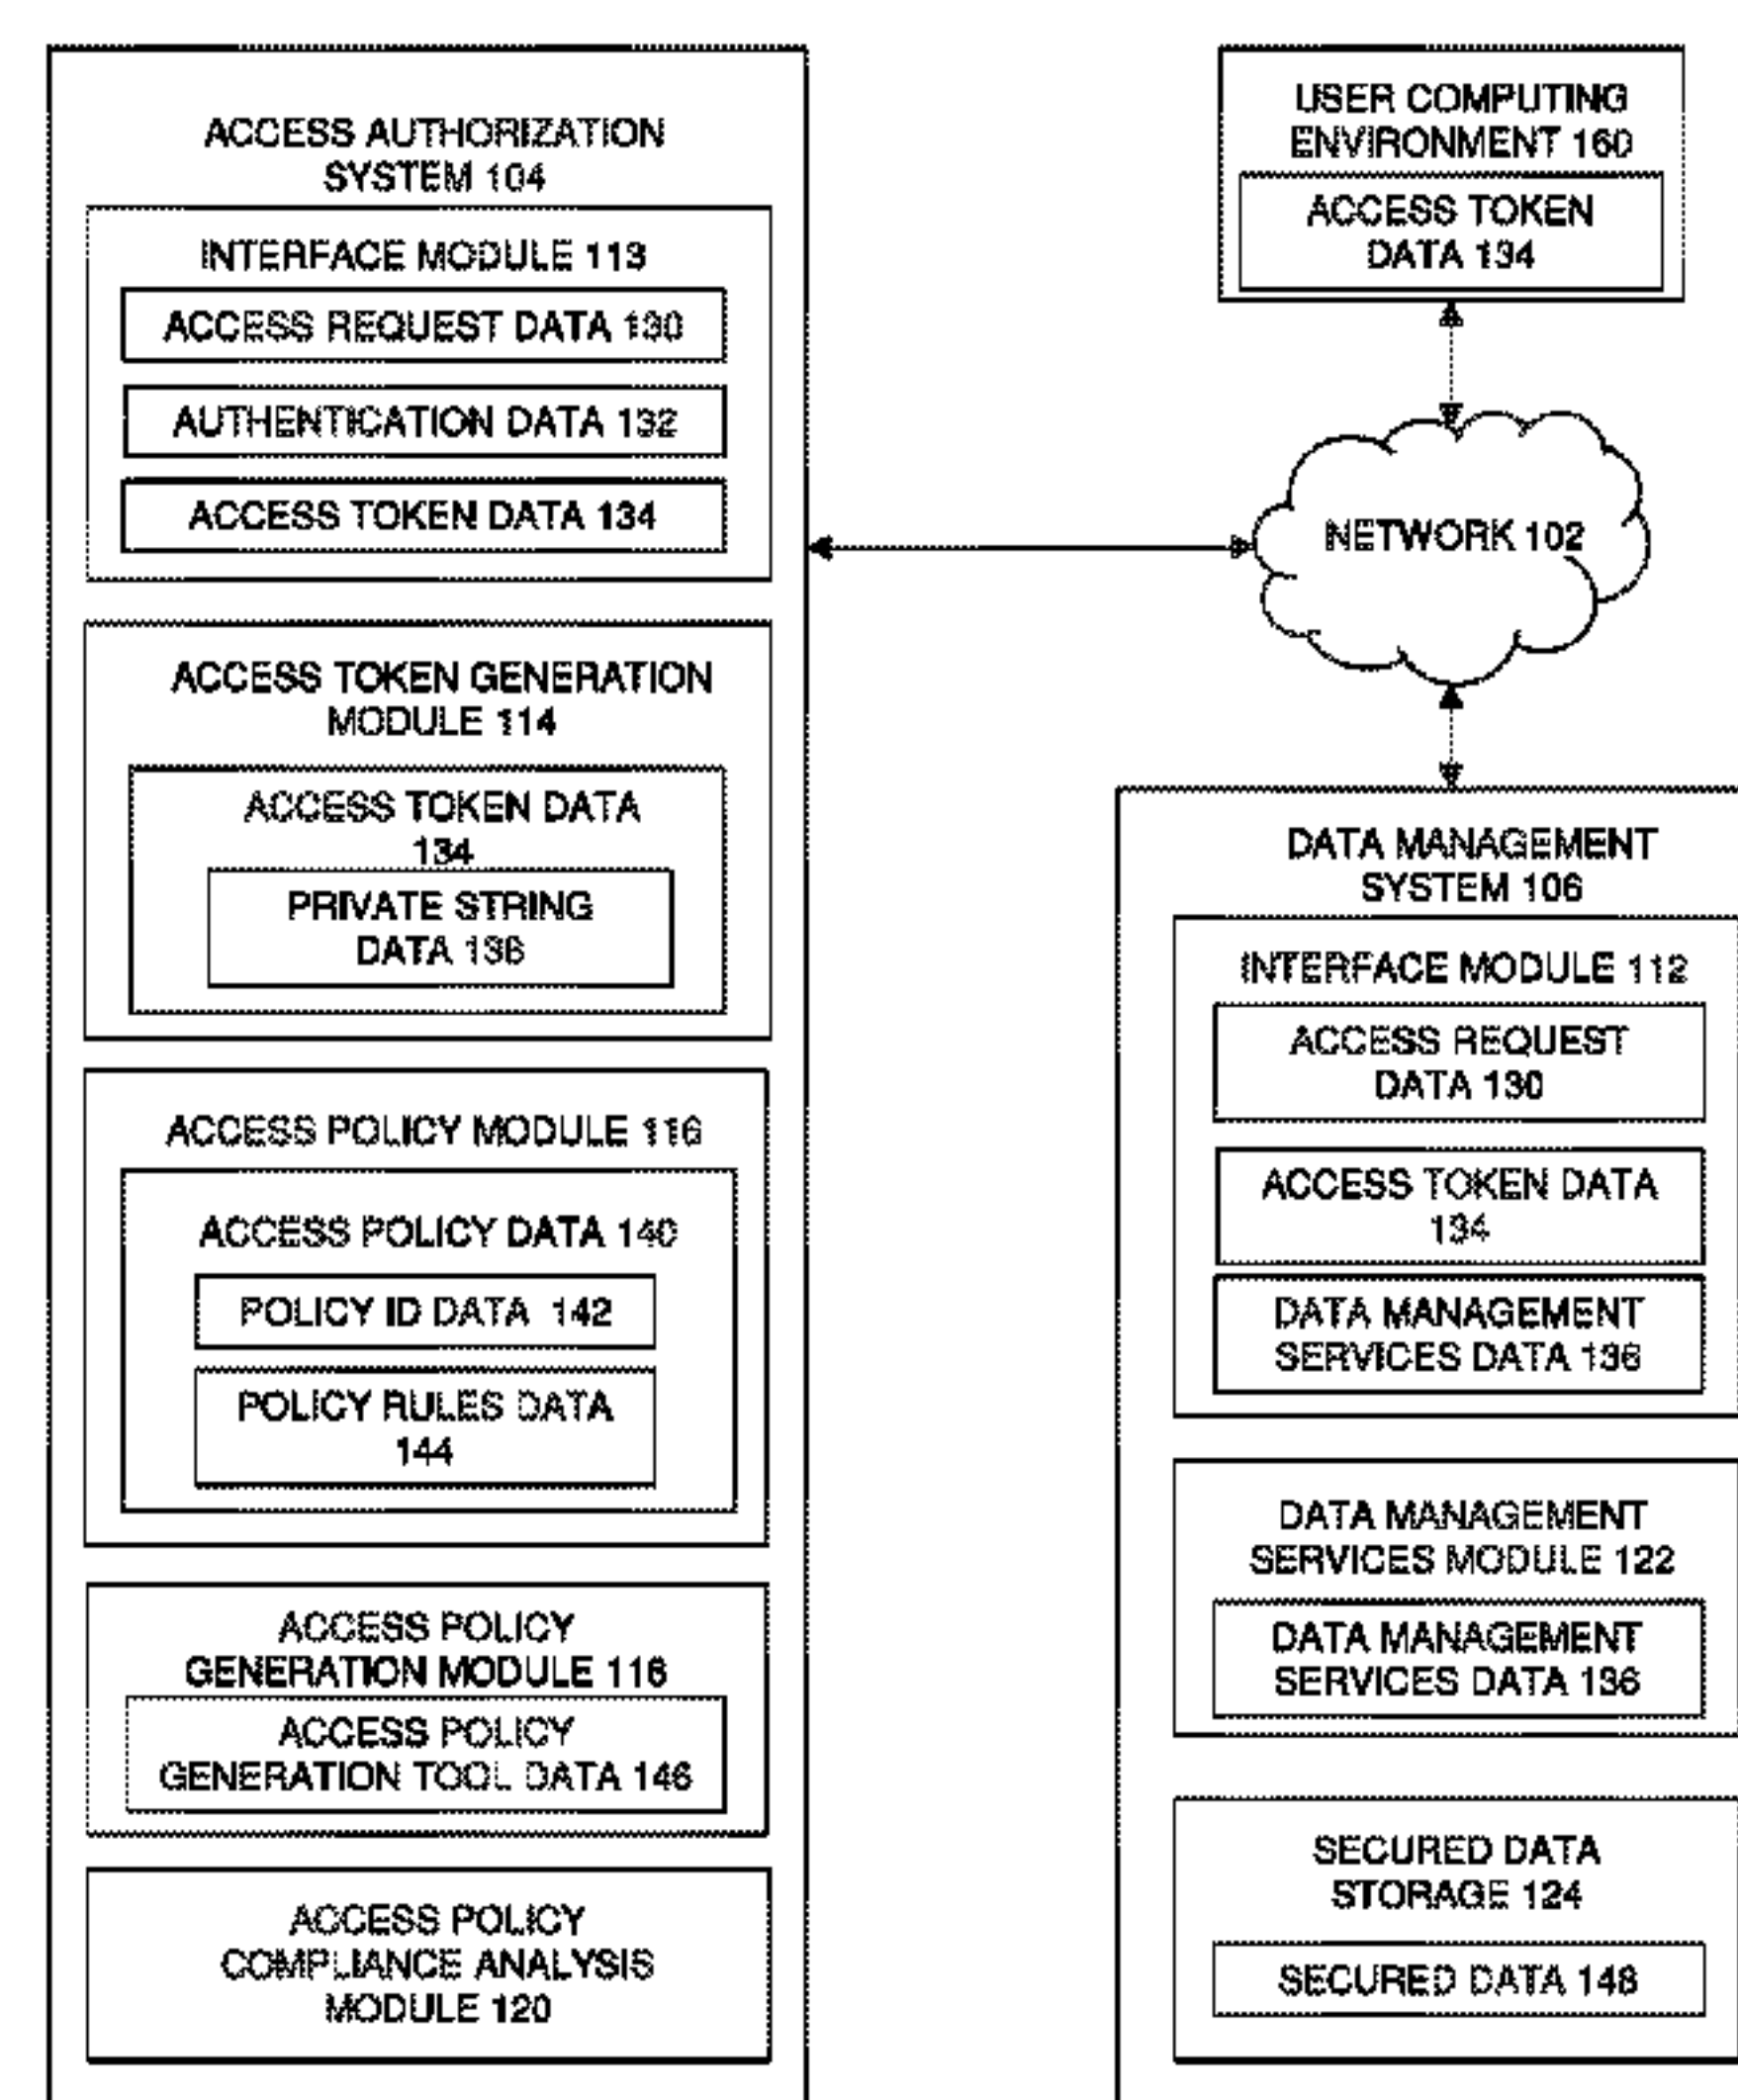 ACCESS AUTHORIZATION
SYSTEM 104
INTERFACE MODULE 113
ACCESS REQUEST DATA 130
AUTHENTICATION DATA 132
ACCESS TOKEN DATA 134
ACCESS TOKEN GENERATION
MODULE 114
ACCESS TOKEN DATA
134
PRIVATE STRING
DATA 136
ACCESS POLICY MODULE 116
ACCESS POLICY DATA 140
POLICY ID DATA 142
POLICY RULES DATA
144
ACCESS POLICY
GENERATION MODULE 118
ACCESS POLICY
GENERATION TOOL DATA 146
ACCESS POLICY
COMPLIANCE ANALYSIS
MODULE 120
USER COMPUTING
ENVIRONMENT 160
ACCESS TOKEN
DATA 134
NETWORK 102
DATA MANAGEMENT
SYSTEM 106
INTERFACE MODULE 112
ACCESS REQUEST
DATA 130
ACCESS TOKEN DATA
134
DATA MANAGEMENT
SERVICES DATA 136
DATA MANAGEMENT
SERVICES MODULE 122
DATA MANAGEMENT
SERVICES DATA 136
SECURED DATA
STORAGE 124
SECURED DATA 148